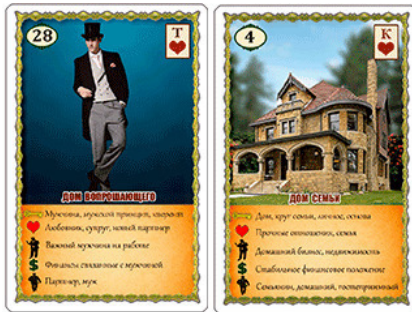 28
Т
ДОМ ВОПРОШАЮЩЕГО
Мужчина, мужской принцип, кверент
Любовник, супруг, новый партнер
Важный мужчина на работе
Финансы связанные с мужчиной
Партнер, муж
4
К
ДОМ СЕМЬИ
Дом, круг семьи, личное, основа
Прочные отношения, семья
Домашний бизнес, недвижимость
Стабильное финансовое положение
Семьянин, домашний, гостеприимный